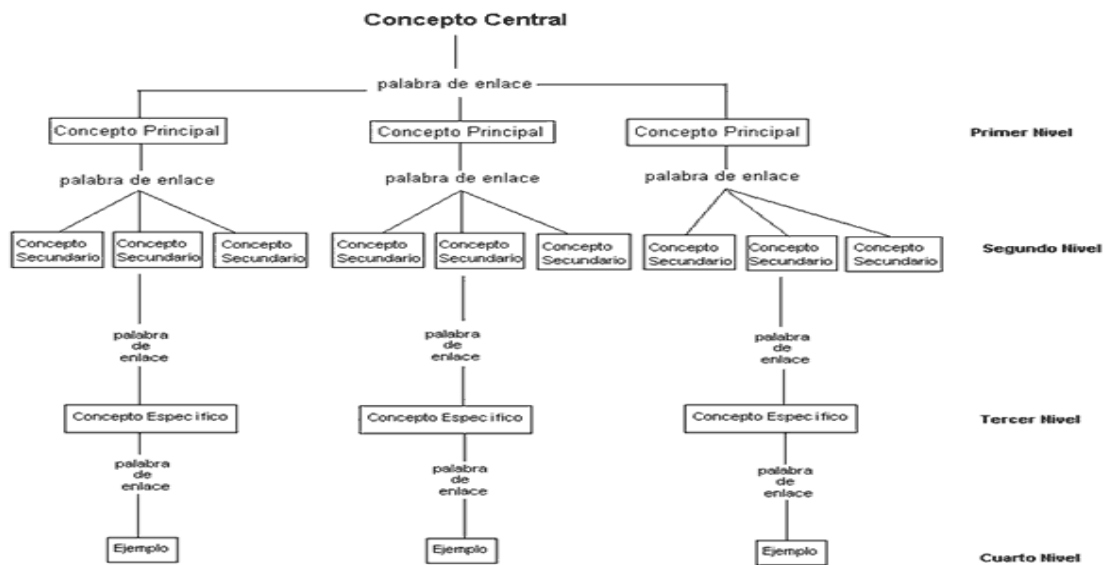 Concepto Central
palabra de enlace
Concepto Principal
Concepto Principal
Concepto Principal
Primer Nivel
palabra de enlace
palabra de enlace
palabra de enlace
Concepto
Secundario
Concepto
Secundario
Concepto
Secundario
Concepto
Secundario
Concepto
Secundario
Concepto
Secundario
Concepto
Secundario
Concepto
Secundario
Concepto
Secundario
Segundo Nivel
palabra
de
enlace
palabra
de
enlace
palabra
de
enlace
Concepto Específico
Concepto Específico
Concepto Específico
Tercer Nivel
palabra
de
enlace
palabra
de
enlace
palabra
de
enlace
Ejemplo
Ejemplo
Ejemplo
Cuarto Nivel